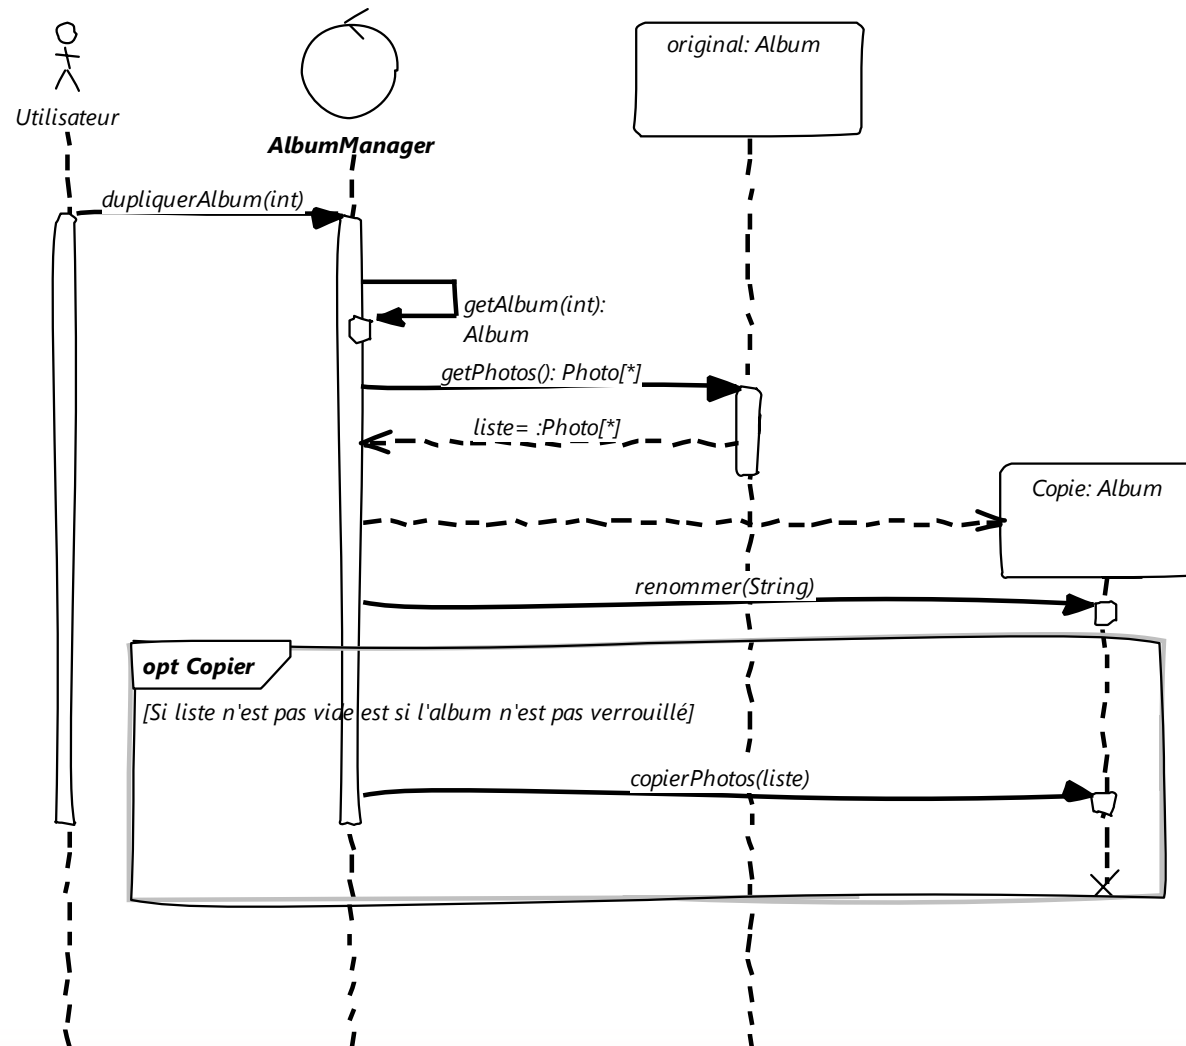 original: Album
Utilisateur
AlbumManager
dupliquerAlbum(int)
getAlbum(int):
Album
getPhotos(): Photo[*]
liste= :Photo[*]
Copie: Album
renommer(String)
opt Copier
[Si liste n'est pas vide est si l'album n'est pas verrouillé]
copierPhotos(liste)